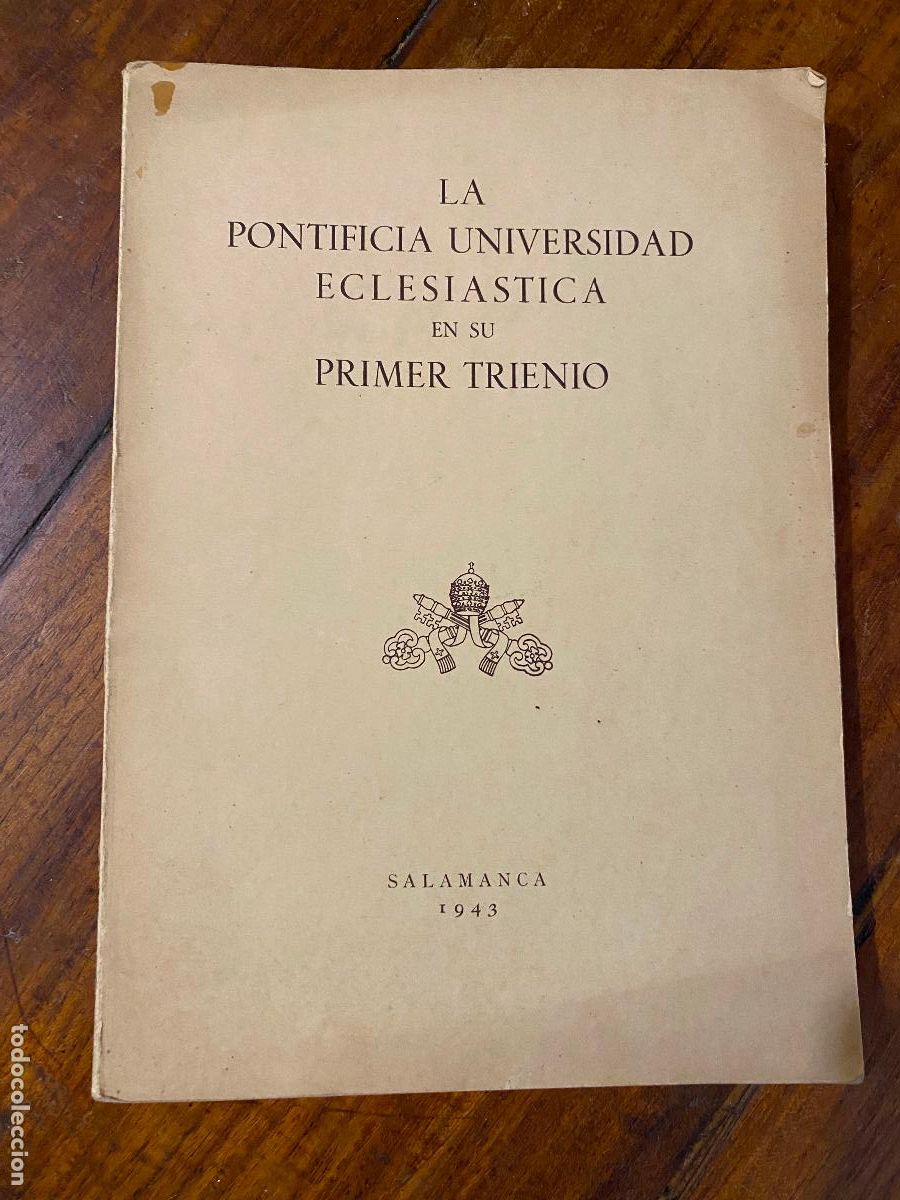 LA
PONTIFICIA UNIVERSIDAD
ECLESIASTICA
EN SU
PRIMER TRIENIO
SALAMANCA
1943
todocoleccion